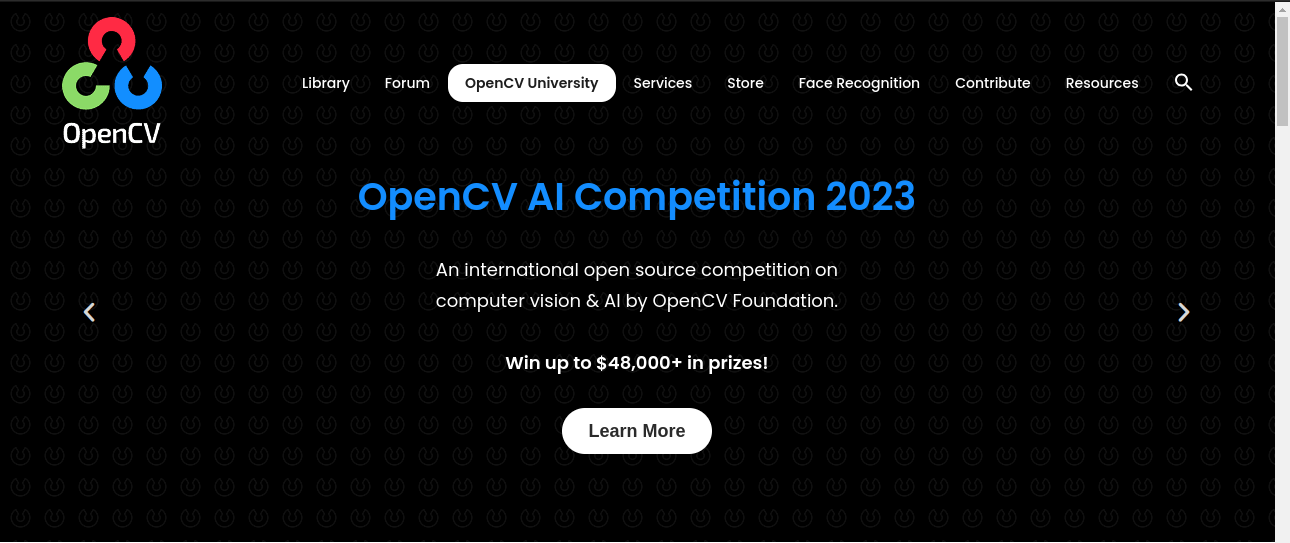 OpenCV
Library Forum OpenCV University Services Store Face Recognition Contribute Resources
OpenCV AI Competition 2023
An international open source competition on
computer vision & AI by OpenCV Foundation.
Win up to $48,000+ in prizes!
Learn More